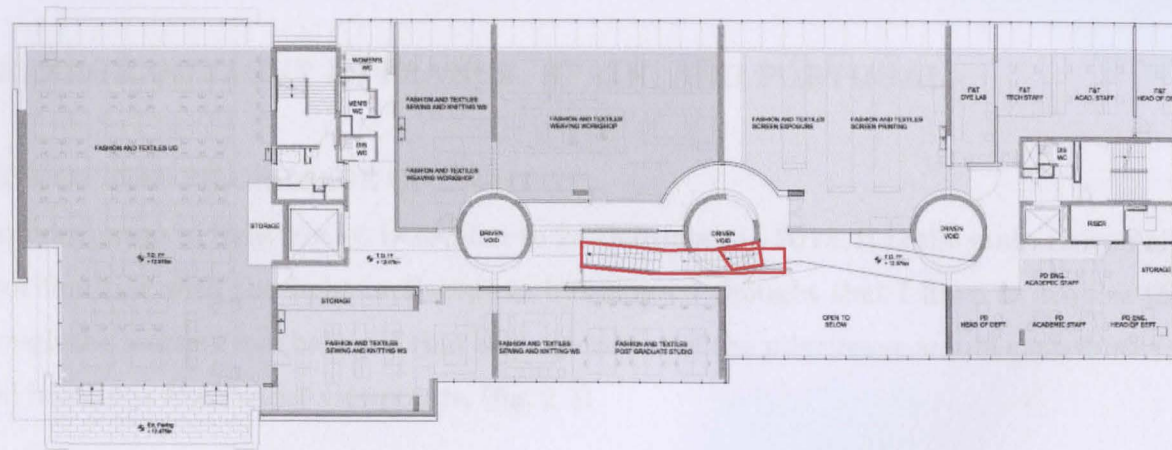 WOMEN'S
WC
MEN'S
WC
DIS
WC
FASHION AND TEXTILES
SEWING AND KNITTING WS
FASHION AND TEXTILES
WEAVING WORKSHOP
FASHION AND TEXTILES
WEAVING WORKSHOP
FASHION AND TEXTILES
SCREEN EXPOSURE
FASHION AND TEXTILES
SCREEN PRINTING
F&T
DYE LAB
F&T
TECH STAFF
F&T
ACAD. STAFF
F&T
HEAD OF DE
FASHION AND TEXTILES UG
DIS
WC
STORAGE
DRIVEN
VOID
DRIVEN
VOID
DRIVEN
VOID
RISER
STORAGE
PD ENG.
ACADEMIC STAFF
STORAGE
FASHION AND TEXTILES
SEWING AND KNITTING WS
FASHION AND TEXTILES
SEWING AND KNITTING WS
FASHION AND TEXTILES
POST GRADUATE STUDIO
OPEN TO
BELOW
PD
HEAD OF DEPT
PD
ACADEMIC STAFF
PD ENG.
HEAD OF DEPT
Ext. Paving